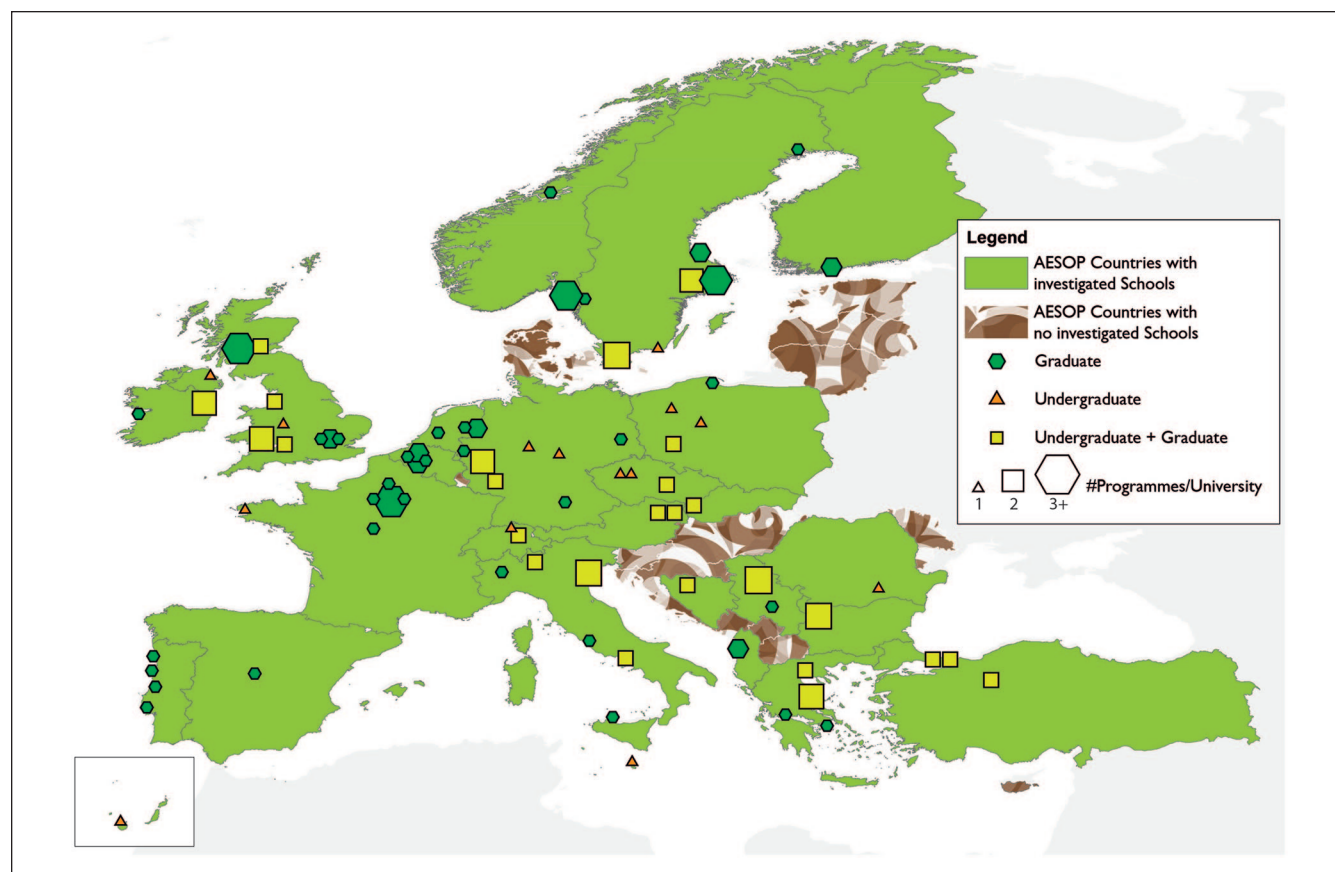 Legend
AESOP Countries with
investigated Schools
AESOP Countries with
no investigated Schools
Graduate
Undergraduate
Undergraduate + Graduate
1 2 3+ #Programmes/University